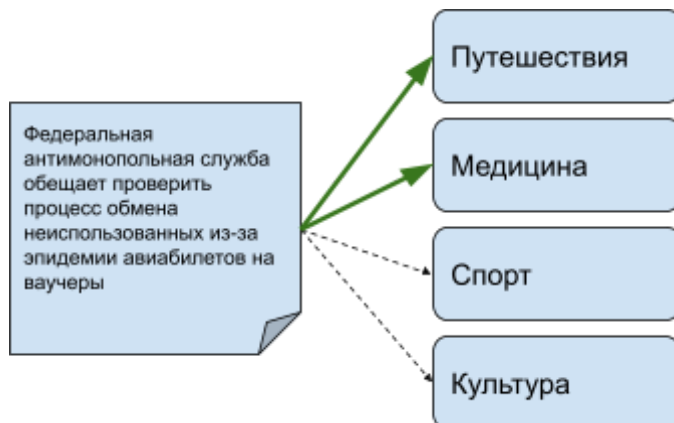 Федеральная
антимонопольная служба
обещает проверить
процесс обмена
неиспользованных из-за
эпидемии авиабилетов на
ваучеры
Путешествия
Медицина
Спорт
Культура